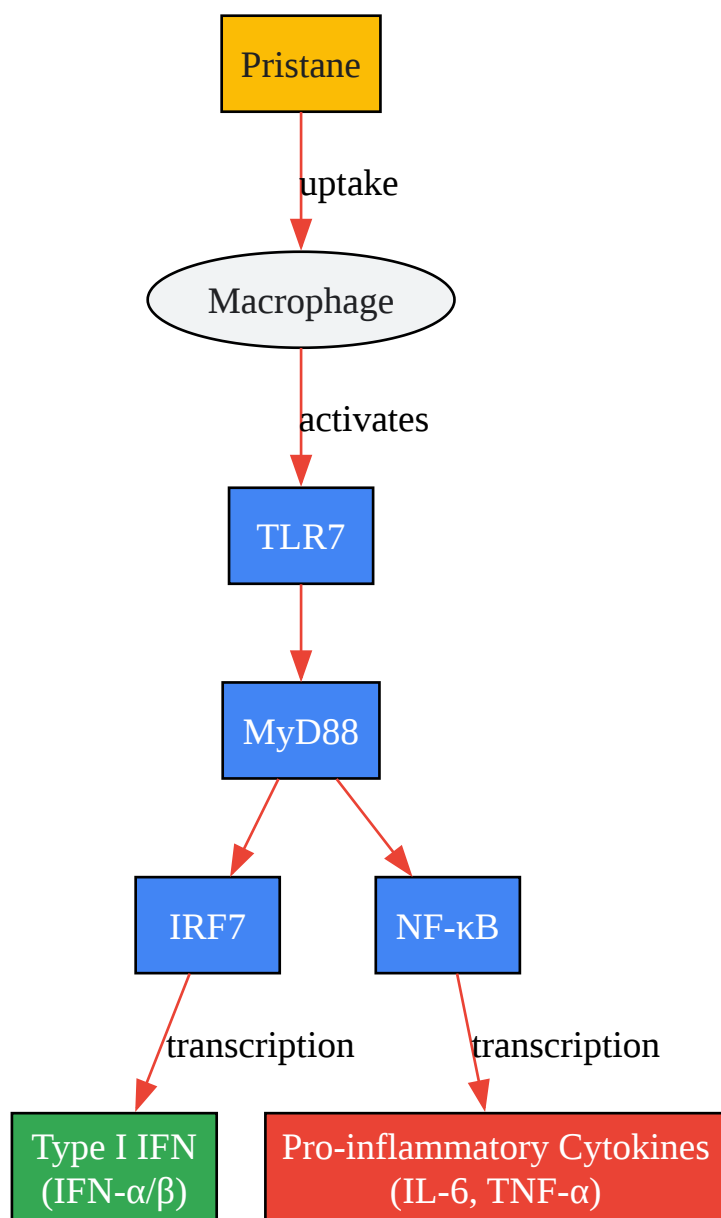 Pristane
uptake
Macrophage
activates
TLR7
MyD88
IRF7
NF-κB
transcription
transcription
Type I IFN
(IFN-α/β)
Pro-inflammatory Cytokines
(IL-6, TNF-α)